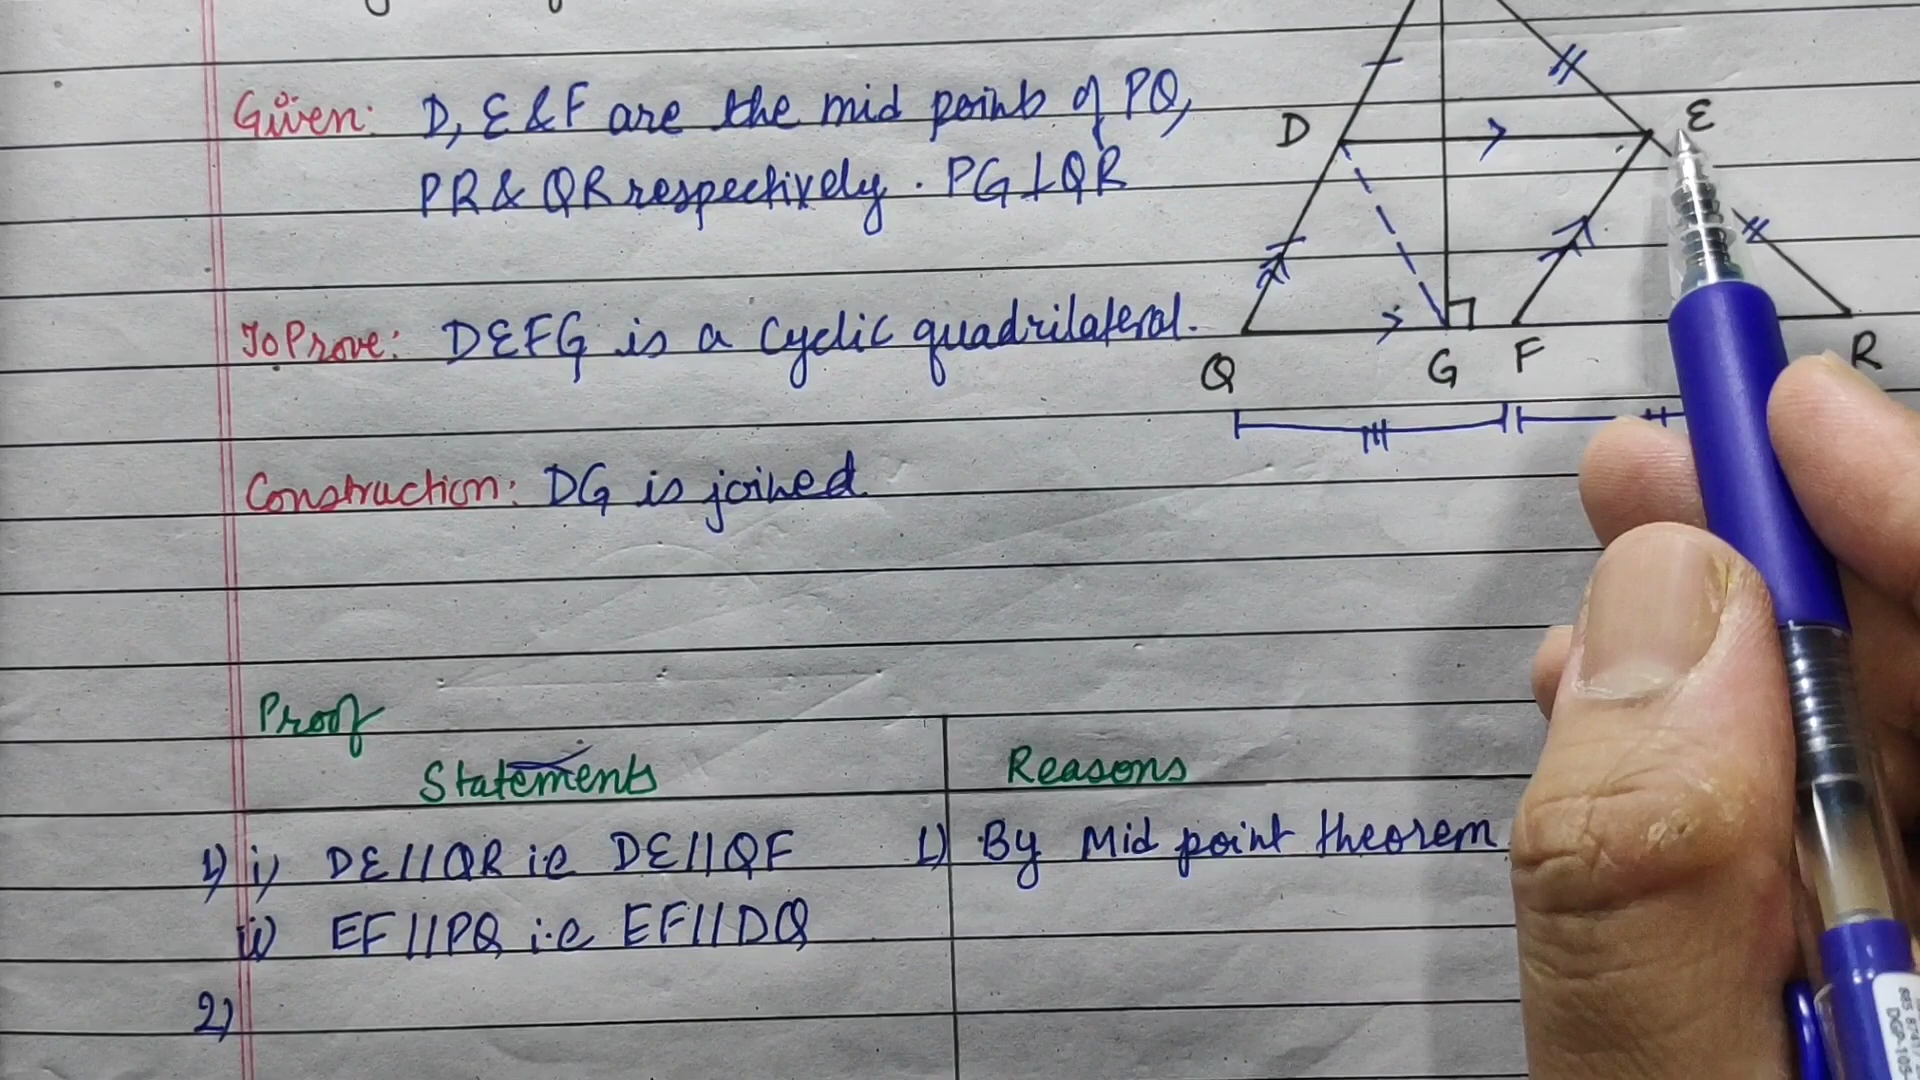 Given: D, E & F are the mid points of PQ,
PR & QR respectively. PG ⊥ QR
To Prove: DEFG is a Cyclic quadrilateral.
Construction: DG is joined.
D
E
Q
G
F
R
Proof
Statements
Reasons
1) i) DE//QR i.e DE//QF
1) By Mid point theorem
ii) EF//PQ i.e EF//DQ
2)